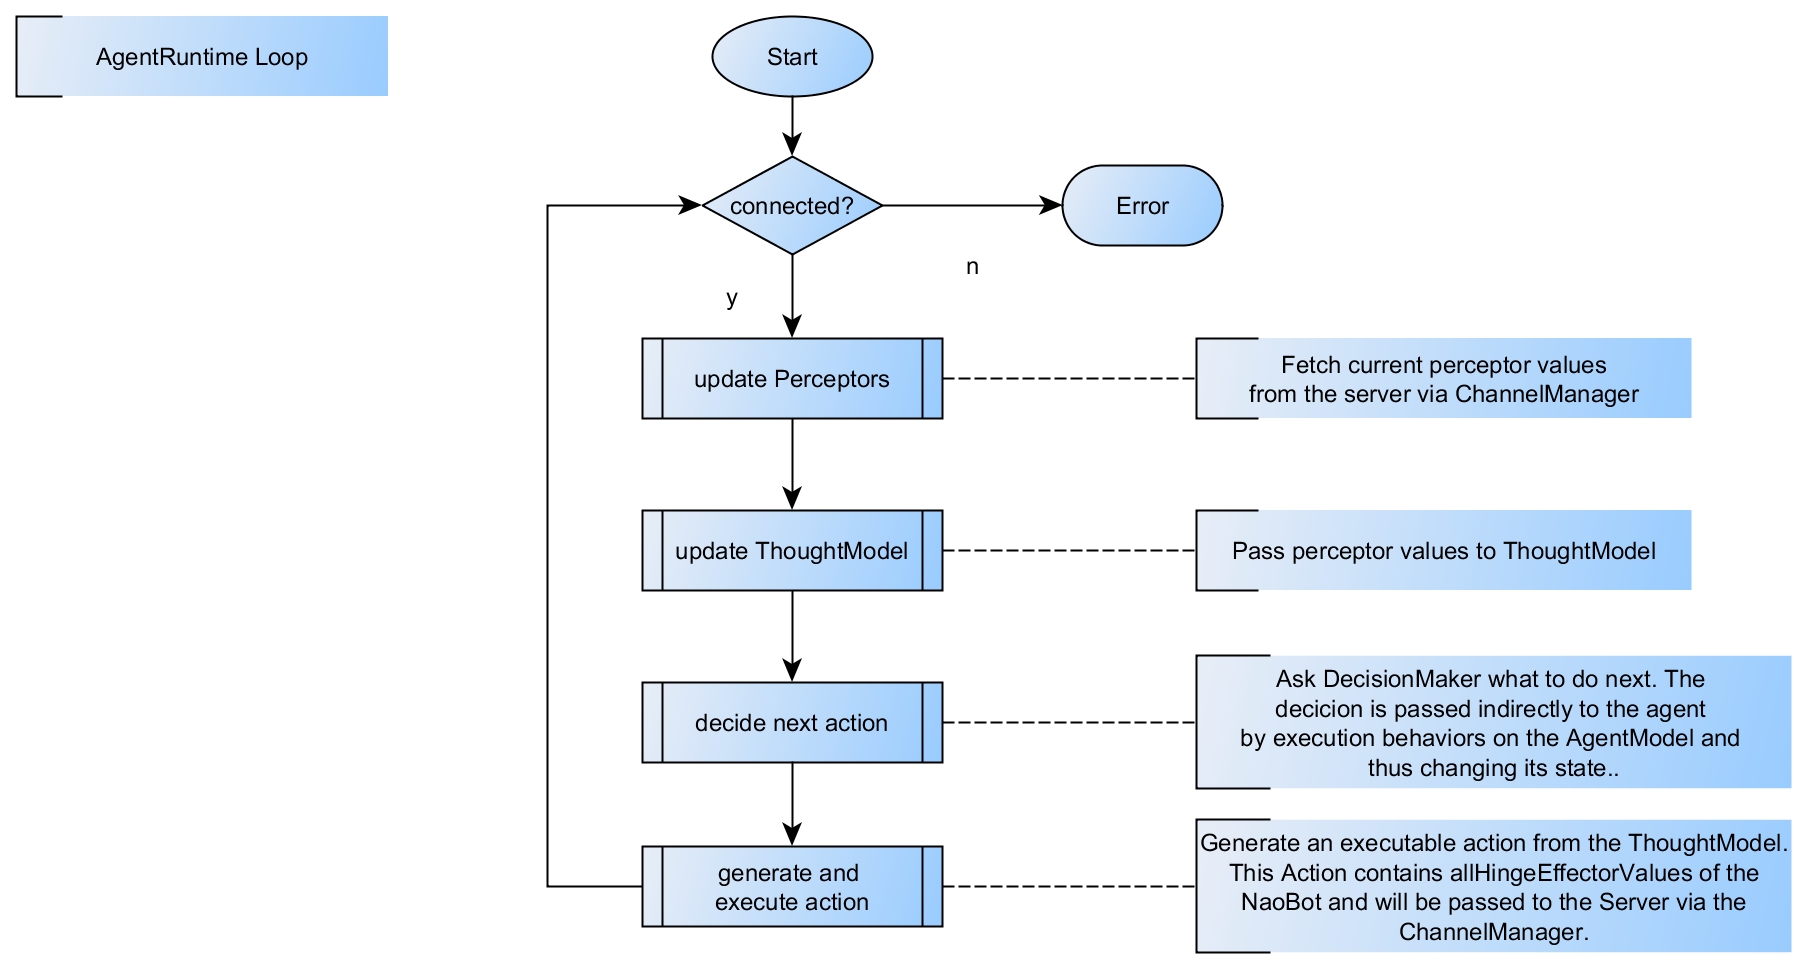 AgentRuntime Loop
Start
connected?
Error
n
y
update Perceptors
Fetch current perceptor values
from the server via ChannelManager
update ThoughtModel
Pass perceptor values to ThoughtModel
decide next action
Ask DecisionMaker what to do next. The
decicion is passed indirectly to the agent
by execution behaviors on the AgentModel and
thus changing its state..
generate and
execute action
Generate an executable action from the ThoughtModel.
This Action contains allHingeEffectorValues of the
NaoBot and will be passed to the Server via the
ChannelManager.